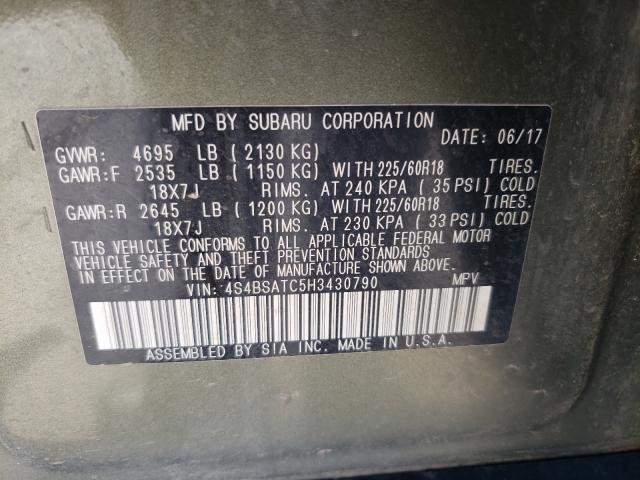 MFD BY SUBARU CORPORATION
DATE: 06/17
GVWR: 4695 LB ( 2130 KG)
GAWR:F 2535 LB ( 1150 KG) WITH 225/60R18 TIRES.
18X7J RIMS. AT 240 KPA ( 35 PSI) COLD
GAWR:R 2645 LB ( 1200 KG) WITH 225/60R18 TIRES.
18X7J RIMS. AT 230 KPA ( 33 PSI) COLD
THIS VEHICLE CONFORMS TO ALL APPLICABLE FEDERAL MOTOR
VEHICLE SAFETY AND THEFT PREVENTION STANDARDS
IN EFFECT ON THE DATE OF MANUFACTURE SHOWN ABOVE.
VIN: 4S4BSATC5H3430790 MPV
ASSEMBLED BY SIA INC. MADE IN U.S.A.